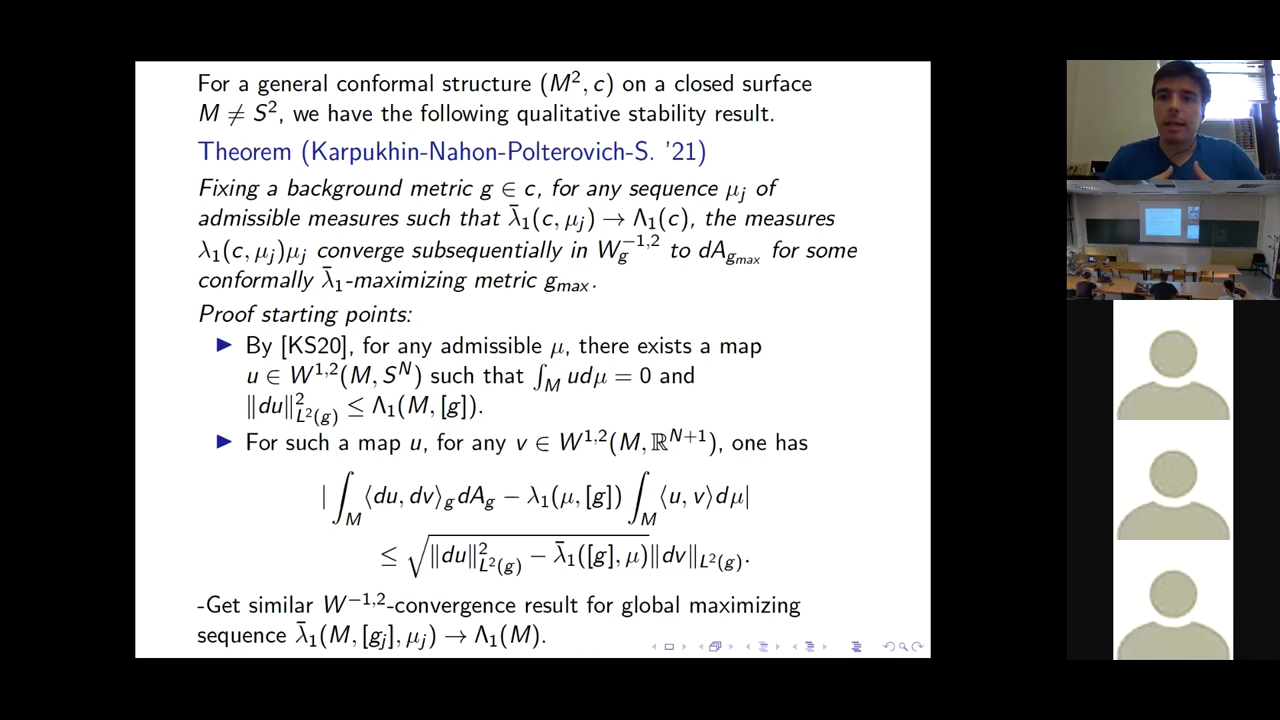 For a general conformal structure (M², c) on a closed surface
M ≠ S², we have the following qualitative stability result.
Theorem (Karpukhin-Nahon-Polterovich-S. '21)
Fixing a background metric g ∈ c, for any sequence μ_j of
admissible measures such that λ̄₁(c, μ_j) → Λ₁(c), the measures
λ₁(c, μ_j)μ_j converge subsequentially in W_g^{−1,2} to dA_{g_{max}} for some
conformally λ̄₁-maximizing metric g_{max}.
Proof starting points:
▶ By [KS20], for any admissible μ, there exists a map
u ∈ W^{1,2}(M, S^N) such that ∫_M udμ = 0 and
‖du‖²_{L²(g)} ≤ Λ₁(M, [g]).
▶ For such a map u, for any v ∈ W^{1,2}(M, ℝ^{N+1}), one has
|∫_M ⟨du, dv⟩_g dA_g − λ₁(μ, [g]) ∫_M ⟨u, v⟩dμ|
≤ √(‖du‖²_{L²(g)} − λ̄₁([g], μ))‖dv‖_{L²(g)}.
-Get similar W^{−1,2}-convergence result for global maximizing
sequence λ̄₁(M, [g_j], μ_j) → Λ₁(M).